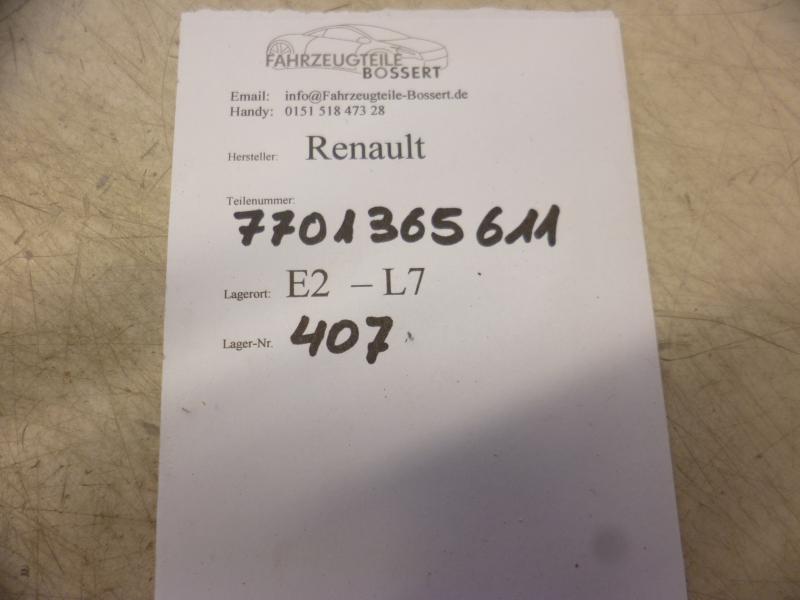 FAHRZEUGTEILE
BOSSERT
Email: info@Fahrzeugteile-Bossert.de
Handy: 0151 518 473 28
Hersteller: Renault
Teilenummer:
7701365611
Lagerort: E2 – L7
Lager-Nr. 407